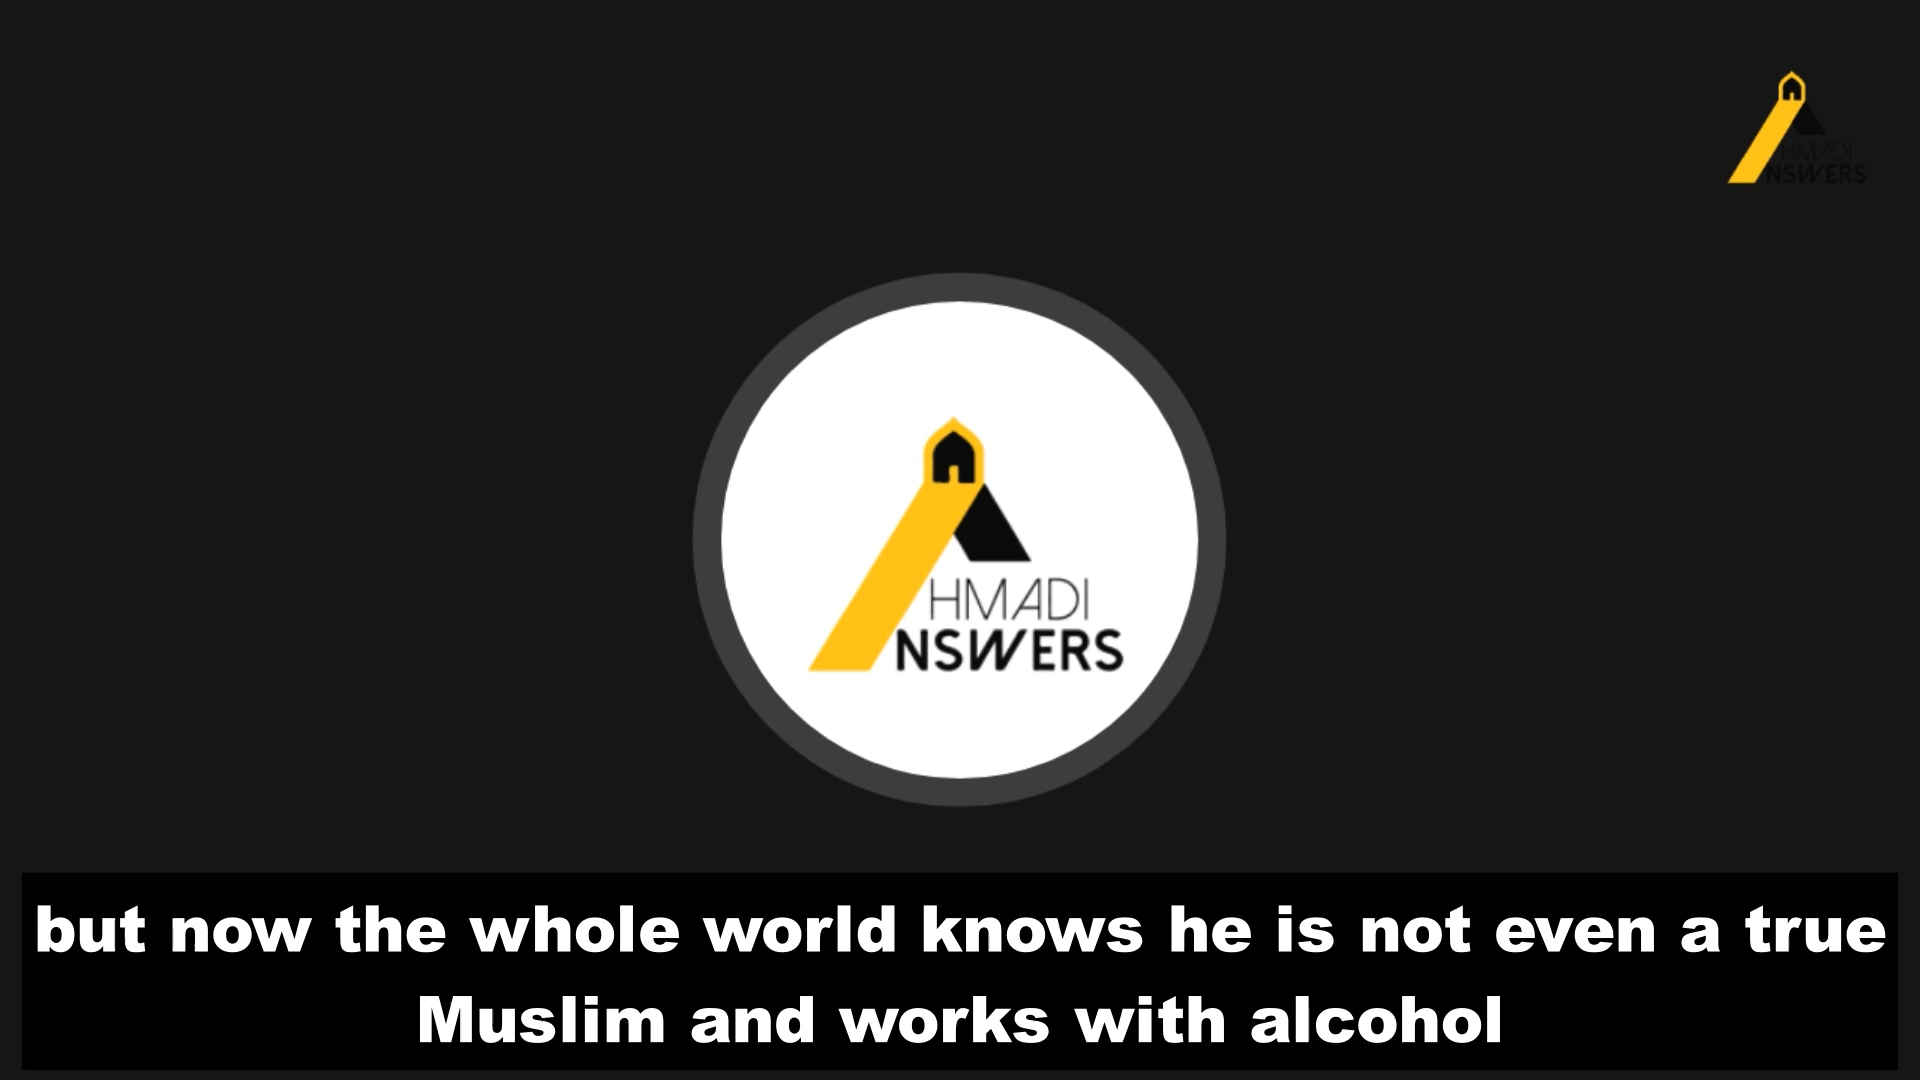 HMADI
NSWERS
HMADI
NSWERS
but now the whole world knows he is not even a true
Muslim and works with alcohol